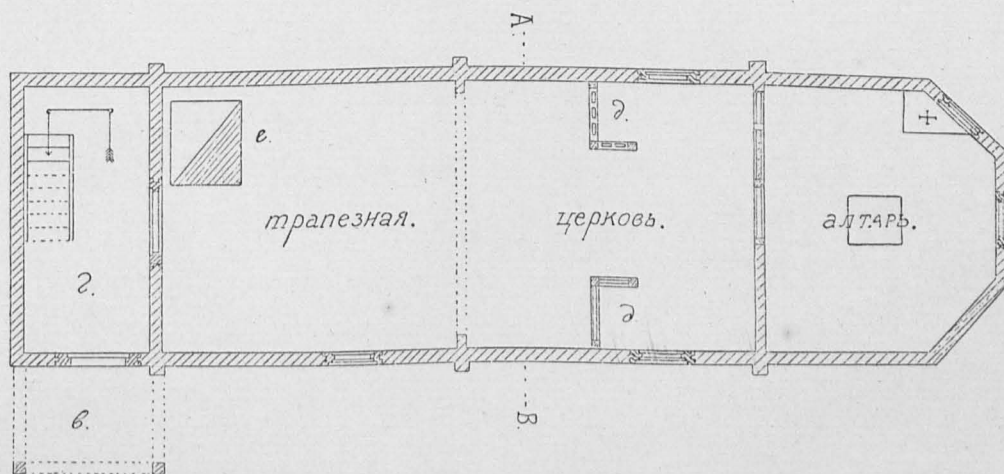 А.
д.
е.
трапезная.
церковь.
алтарь.
г.
д
в.
В.